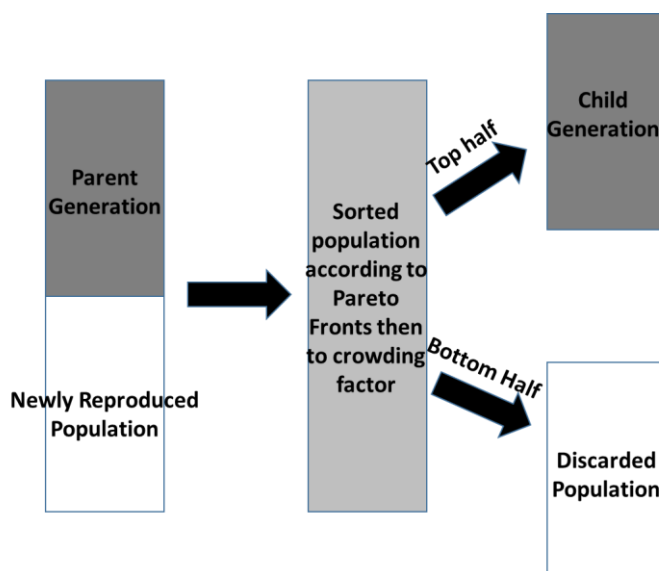 Parent
Generation
Newly Reproduced
Population
Sorted
population
according to
Pareto
Fronts then
to crowding
factor
Top half
Bottom Half
Child
Generation
Discarded
Population